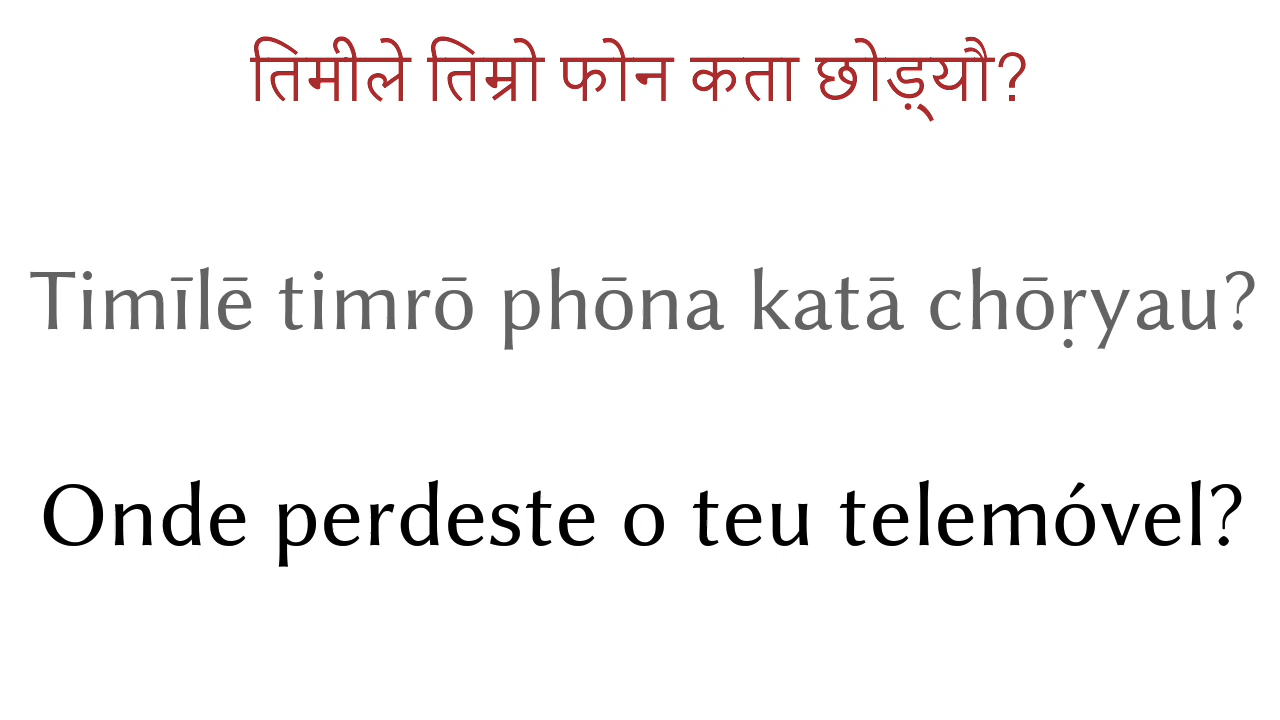 तिमीले तिम्रो फोन कता छोड़्यौ?
Timīlē timrō phōna katā chōṛyau?
Onde perdeste o teu telemóvel?